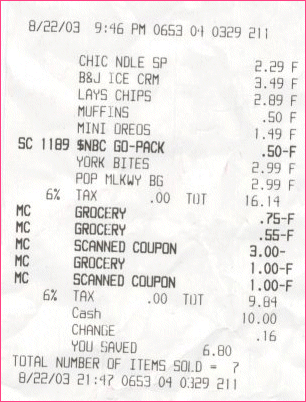 8/22/03 9:46 PM 0653 04 0329 211
CHIC NDLE SP 2.29 F
B&J ICE CRM 3.49 F
LAYS CHIPS 2.89 F
MUFFINS .50 F
MINI OREOS 1.49 F
SC 1189 $NBC GO-PACK .50-F
YORK BITES 2.99 F
POP MLKWY BG 2.99 F
6% TAX .00 TOT 16.14
MC GROCERY .75-F
MC GROCERY .55-F
MC SCANNED COUPON 3.00-
MC GROCERY 1.00-F
MC SCANNED COUPON 1.00-F
6% TAX .00 TOT 9.84
Cash 10.00
CHANGE .16
YOU SAVED 6.80
TOTAL NUMBER OF ITEMS SOLD = 7
8/22/03 21:47 0653 04 0329 211